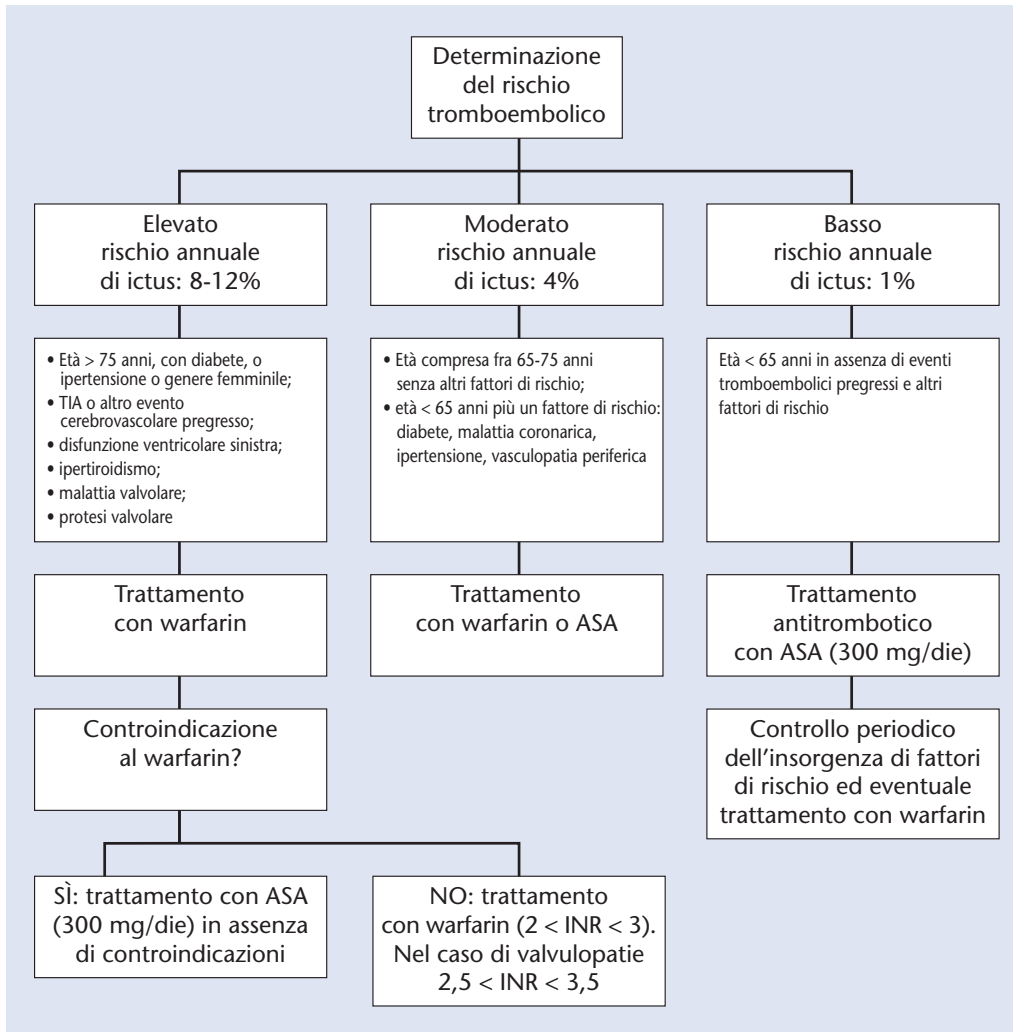 Determinazione
del rischio
tromboembolico
Elevato
rischio annuale
di ictus: 8-12%
Moderato
rischio annuale
di ictus: 4%
Basso
rischio annuale
di ictus: 1%
• Età > 75 anni, con diabete, o
ipertensione o genere femminile;
• TIA o altro evento
cerebrovascolare pregresso;
• disfunzione ventricolare sinistra;
• ipertiroidismo;
• malattia valvolare;
• protesi valvolare
• Età compresa fra 65-75 anni
senza altri fattori di rischio;
• età < 65 anni più un fattore di rischio:
diabete, malattia coronarica,
ipertensione, vasculopatia periferica
Età < 65 anni in assenza di eventi
tromboembolici pregressi e altri
fattori di rischio
Trattamento
con warfarin
Trattamento
con warfarin o ASA
Trattamento
antitrombotico
con ASA (300 mg/die)
Controindicazione
al warfarin?
Controllo periodico
dell’insorgenza di fattori
di rischio ed eventuale
trattamento con warfarin
SÌ: trattamento con ASA
(300 mg/die) in assenza
di controindicazioni
NO: trattamento
con warfarin (2 < INR < 3).
Nel caso di valvulopatie
2,5 < INR < 3,5